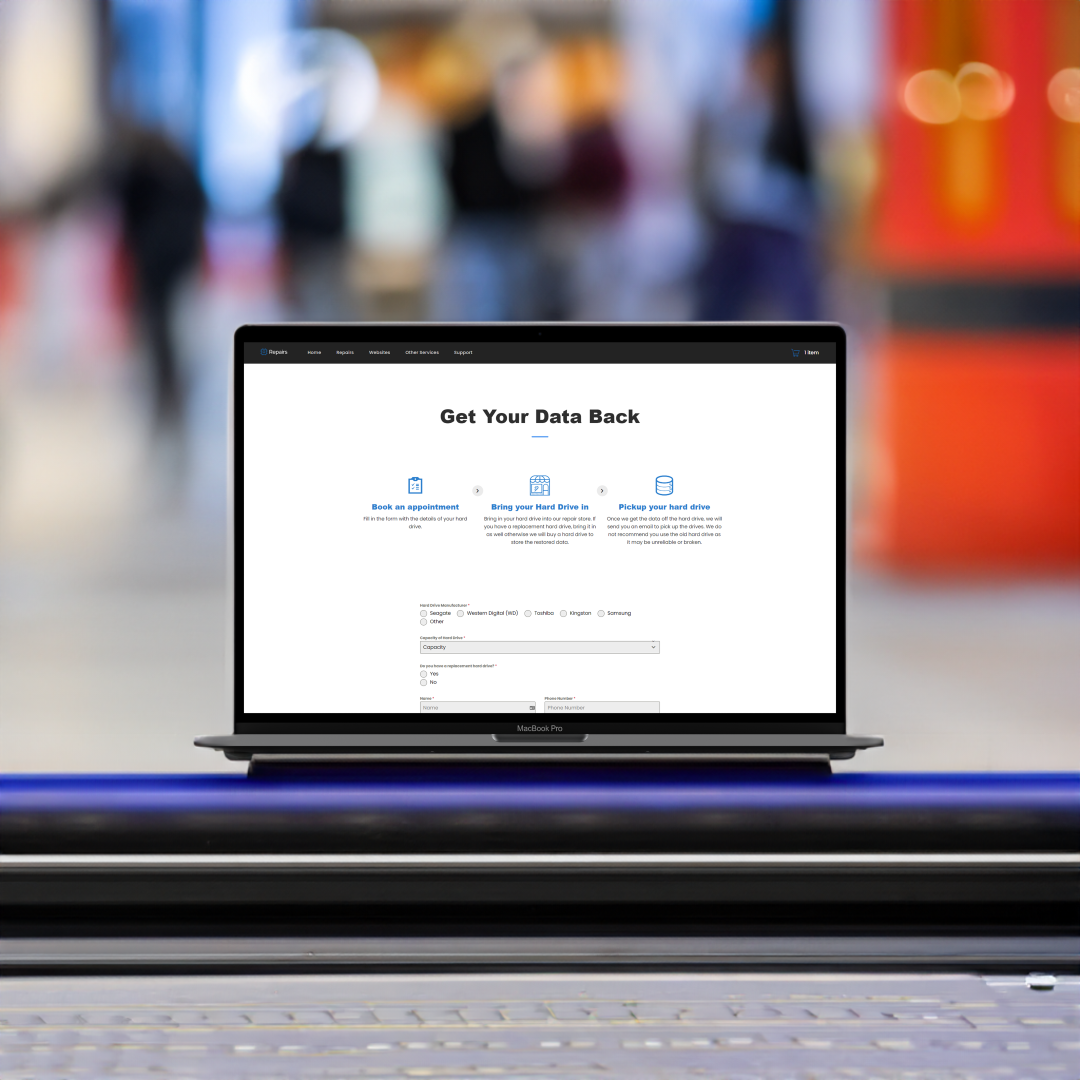 Repairs Home Repairs Websites Other Services Support 1 item
Get Your Data Back
Book an appointment
Fill in the form with the details of your hard
drive.
Bring your Hard Drive in
Bring in your hard drive into our repair store. If
you have a replacement hard drive, bring it in
as well otherwise we will buy a hard drive to
store the restored data.
Pickup your hard drive
Once we get the data off the hard drive, we will
send you an email to pick up the drives. We do
not recommend you use the old hard drive as
it may be unreliable or broken.
Hard Drive Manufacturer *
Seagate Western Digital (WD) Toshiba Kingston Samsung
Other
Capacity of Hard Drive *
Capacity
Do you have a replacement hard drive? *
Yes
No
Name * Phone Number *
Name Phone Number
MacBook Pro